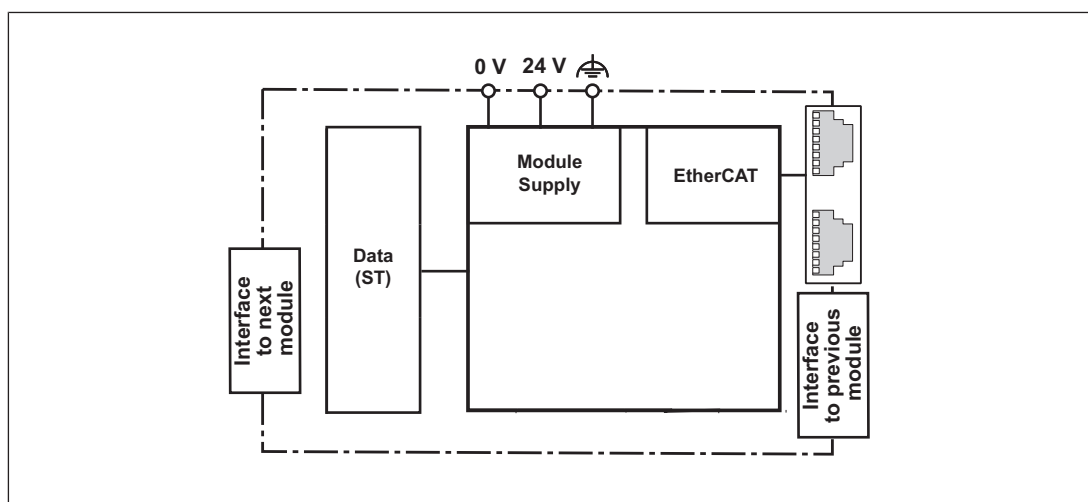 0 V 24 V
Module
Supply
EtherCAT
Data
(ST)
Interface
to next
module
Interface
to previous
module